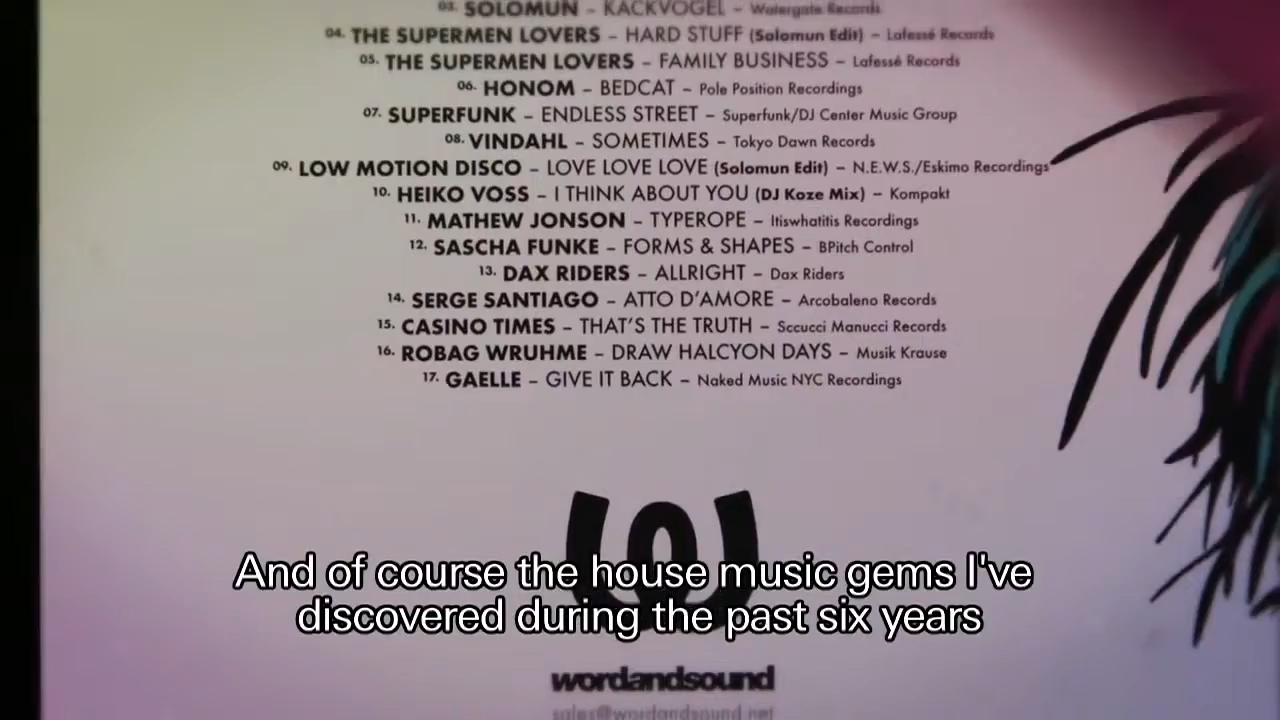 03. SOLOMUN – KACKVOGEL – Watergate Records
04. THE SUPERMEN LOVERS – HARD STUFF (Solomun Edit) – Lafessé Records
05. THE SUPERMEN LOVERS – FAMILY BUSINESS – Lafessé Records
06. HONOM – BEDCAT – Pole Position Recordings
07. SUPERFUNK – ENDLESS STREET – Superfunk/DJ Center Music Group
08. VINDAHL – SOMETIMES – Tokyo Dawn Records
09. LOW MOTION DISCO – LOVE LOVE LOVE (Solomun Edit) – N.E.W.S./Eskimo Recordings
10. HEIKO VOSS – I THINK ABOUT YOU (DJ Koze Mix) – Kompakt
11. MATHEW JONSON – TYPEROPE – Itiswhatitis Recordings
12. SASCHA FUNKE – FORMS & SHAPES – BPitch Control
13. DAX RIDERS – ALLRIGHT – Dax Riders
14. SERGE SANTIAGO – ATTO D'AMORE – Arcobaleno Records
15. CASINO TIMES – THAT'S THE TRUTH – Sccucci Manucci Records
16. ROBAG WRUHME – DRAW HALCYON DAYS – Musik Krause
17. GAELLE – GIVE IT BACK – Naked Music NYC Recordings
And of course the house music gems I've
discovered during the past six years
wordandsound
sales@wordandsound.net